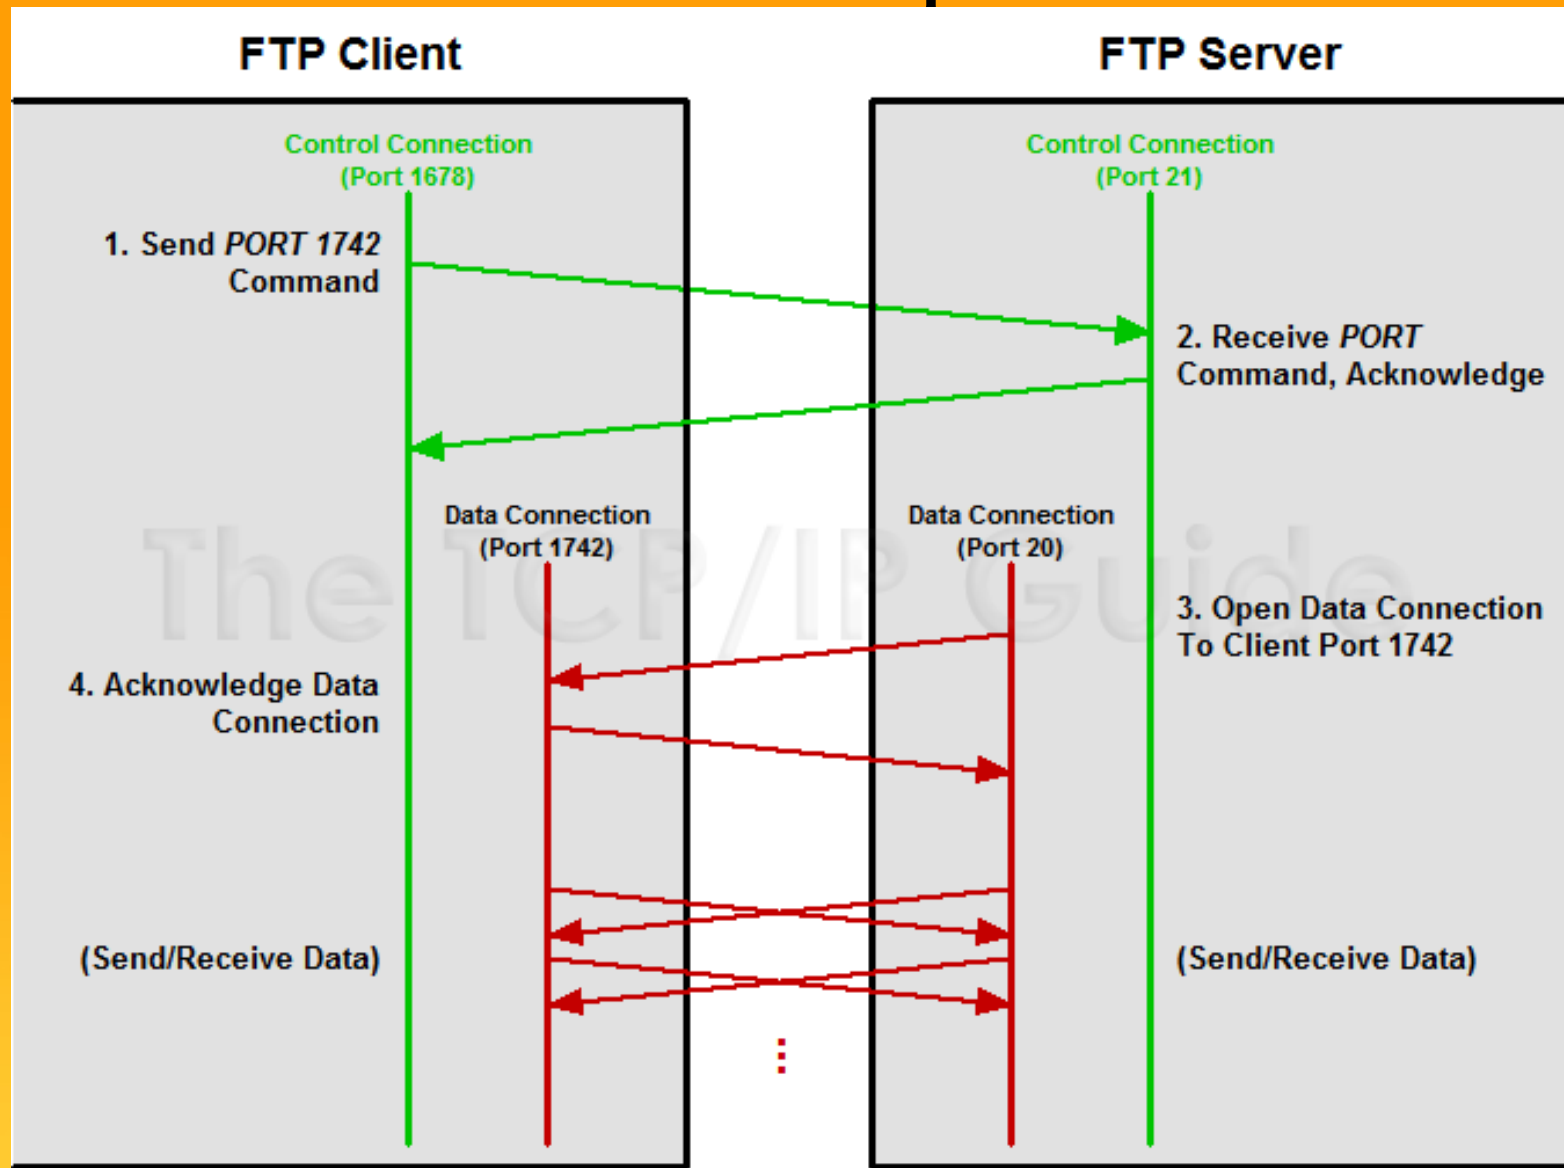 FTP Client
FTP Server
Control Connection
(Port 1678)
Control Connection
(Port 21)
1. Send PORT 1742
Command
2. Receive PORT
Command, Acknowledge
Data Connection
(Port 1742)
Data Connection
(Port 20)
The TCP/IP Guide
3. Open Data Connection
To Client Port 1742
4. Acknowledge Data
Connection
(Send/Receive Data)
(Send/Receive Data)